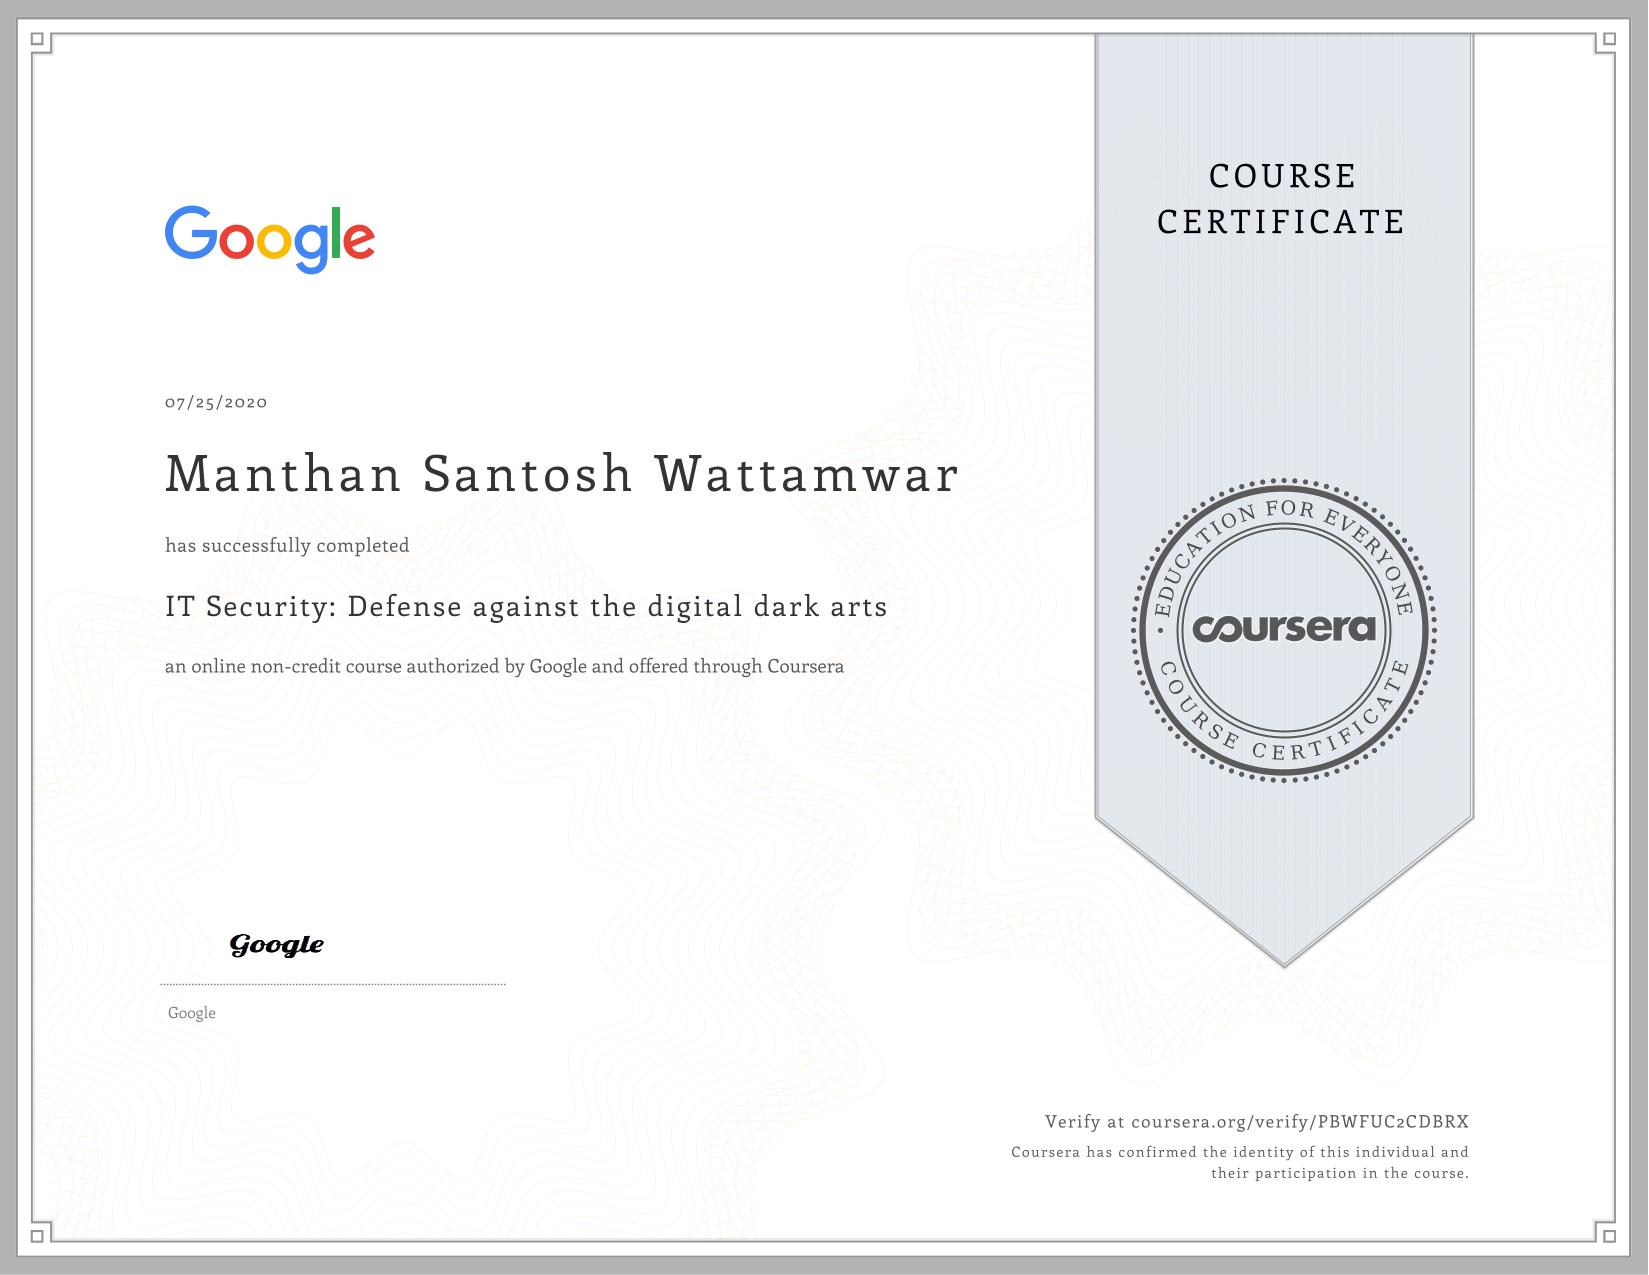 Google
COURSE
CERTIFICATE
07/25/2020
Manthan Santosh Wattamwar
has successfully completed
IT Security: Defense against the digital dark arts
an online non-credit course authorized by Google and offered through Coursera
• EDUCATION FOR EVERYONE
coursera
COURSE CERTIFICATE
Google
Google
Verify at coursera.org/verify/PBWFUC2CDBRX
Coursera has confirmed the identity of this individual and
their participation in the course.